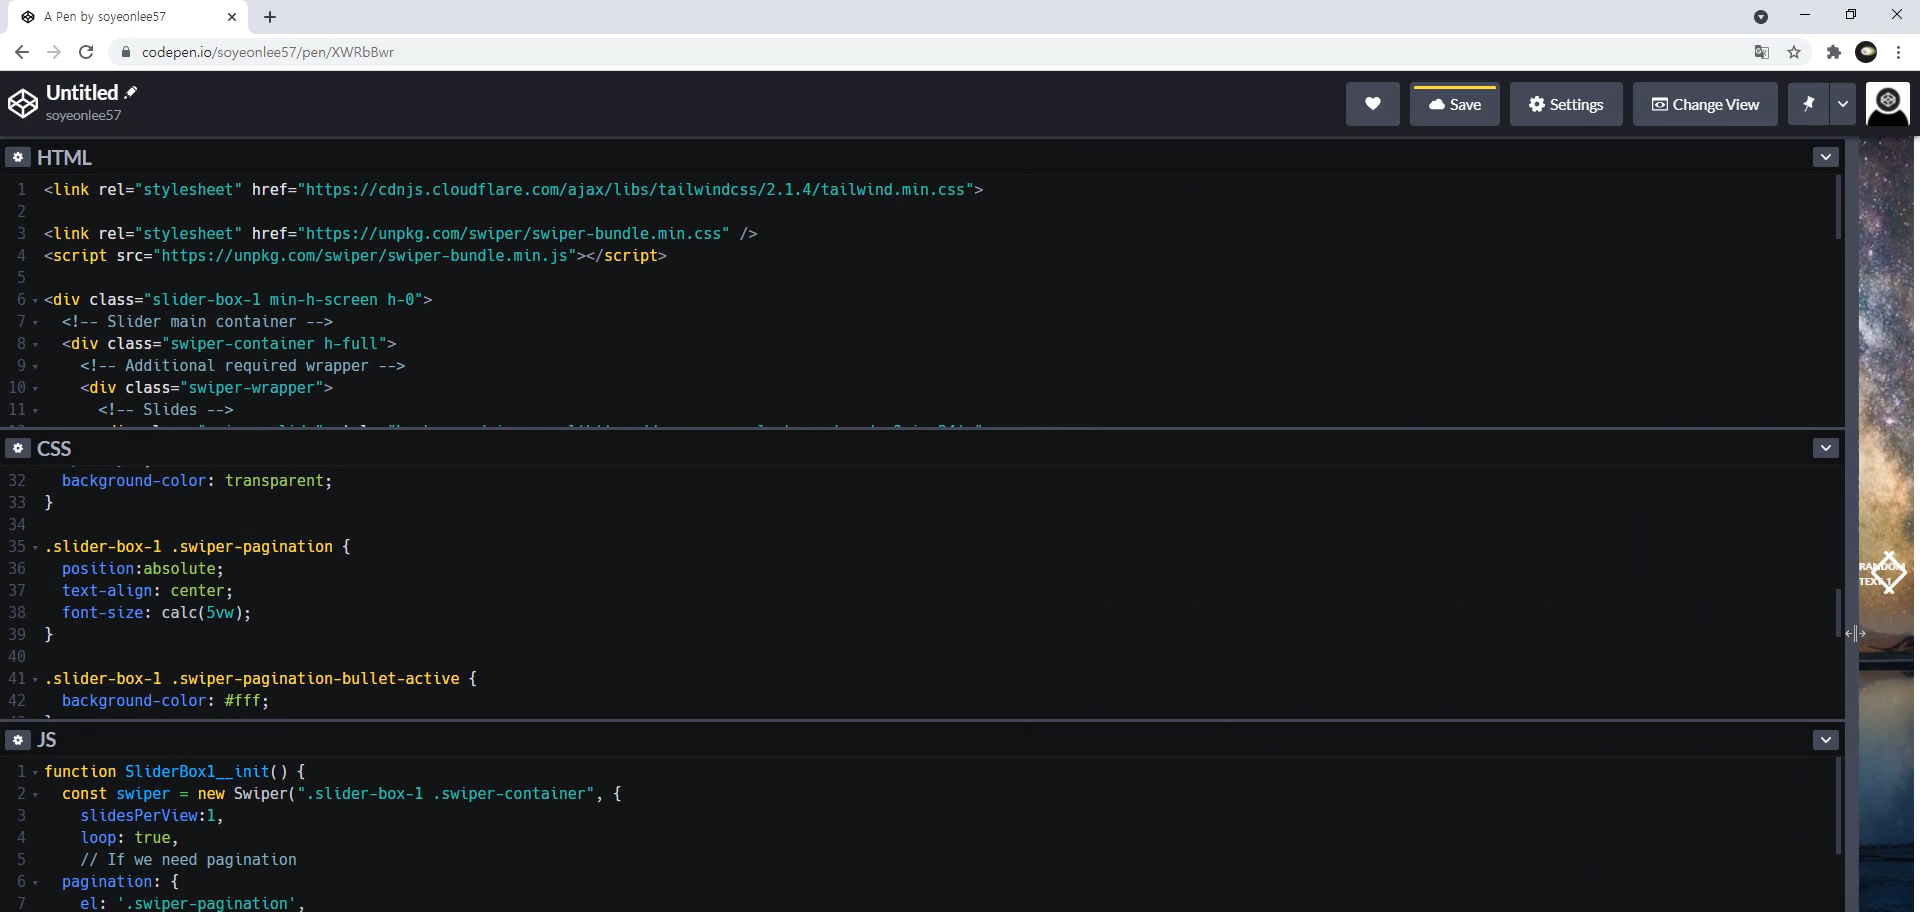 A Pen by soyeonlee57
codepen.io/soyeonlee57/pen/XWRbBwr
Untitled
soyeonlee57
Save
Settings
Change View
HTML
1 <link rel="stylesheet" href="https://cdnjs.cloudflare.com/ajax/libs/tailwindcss/2.1.4/tailwind.min.css">
2
3 <link rel="stylesheet" href="https://unpkg.com/swiper/swiper-bundle.min.css" />
4 <script src="https://unpkg.com/swiper/swiper-bundle.min.js"></script>
5
6 <div class="slider-box-1 min-h-screen h-0">
7 <!-- Slider main container -->
8 <div class="swiper-container h-full">
9 <!-- Additional required wrapper -->
10 <div class="swiper-wrapper">
11 <!-- Slides -->
CSS
32 background-color: transparent;
33 }
34
35 .slider-box-1 .swiper-pagination {
36 position:absolute;
37 text-align: center;
38 font-size: calc(5vw);
39 }
40
41 .slider-box-1 .swiper-pagination-bullet-active {
42 background-color: #fff;
JS
1 function SliderBox1__init() {
2 const swiper = new Swiper(".slider-box-1 .swiper-container", {
3 slidesPerView:1,
4 loop: true,
5 // If we need pagination
6 pagination: {
7 el: '.swiper-pagination',
RANDOM
TEXT 1